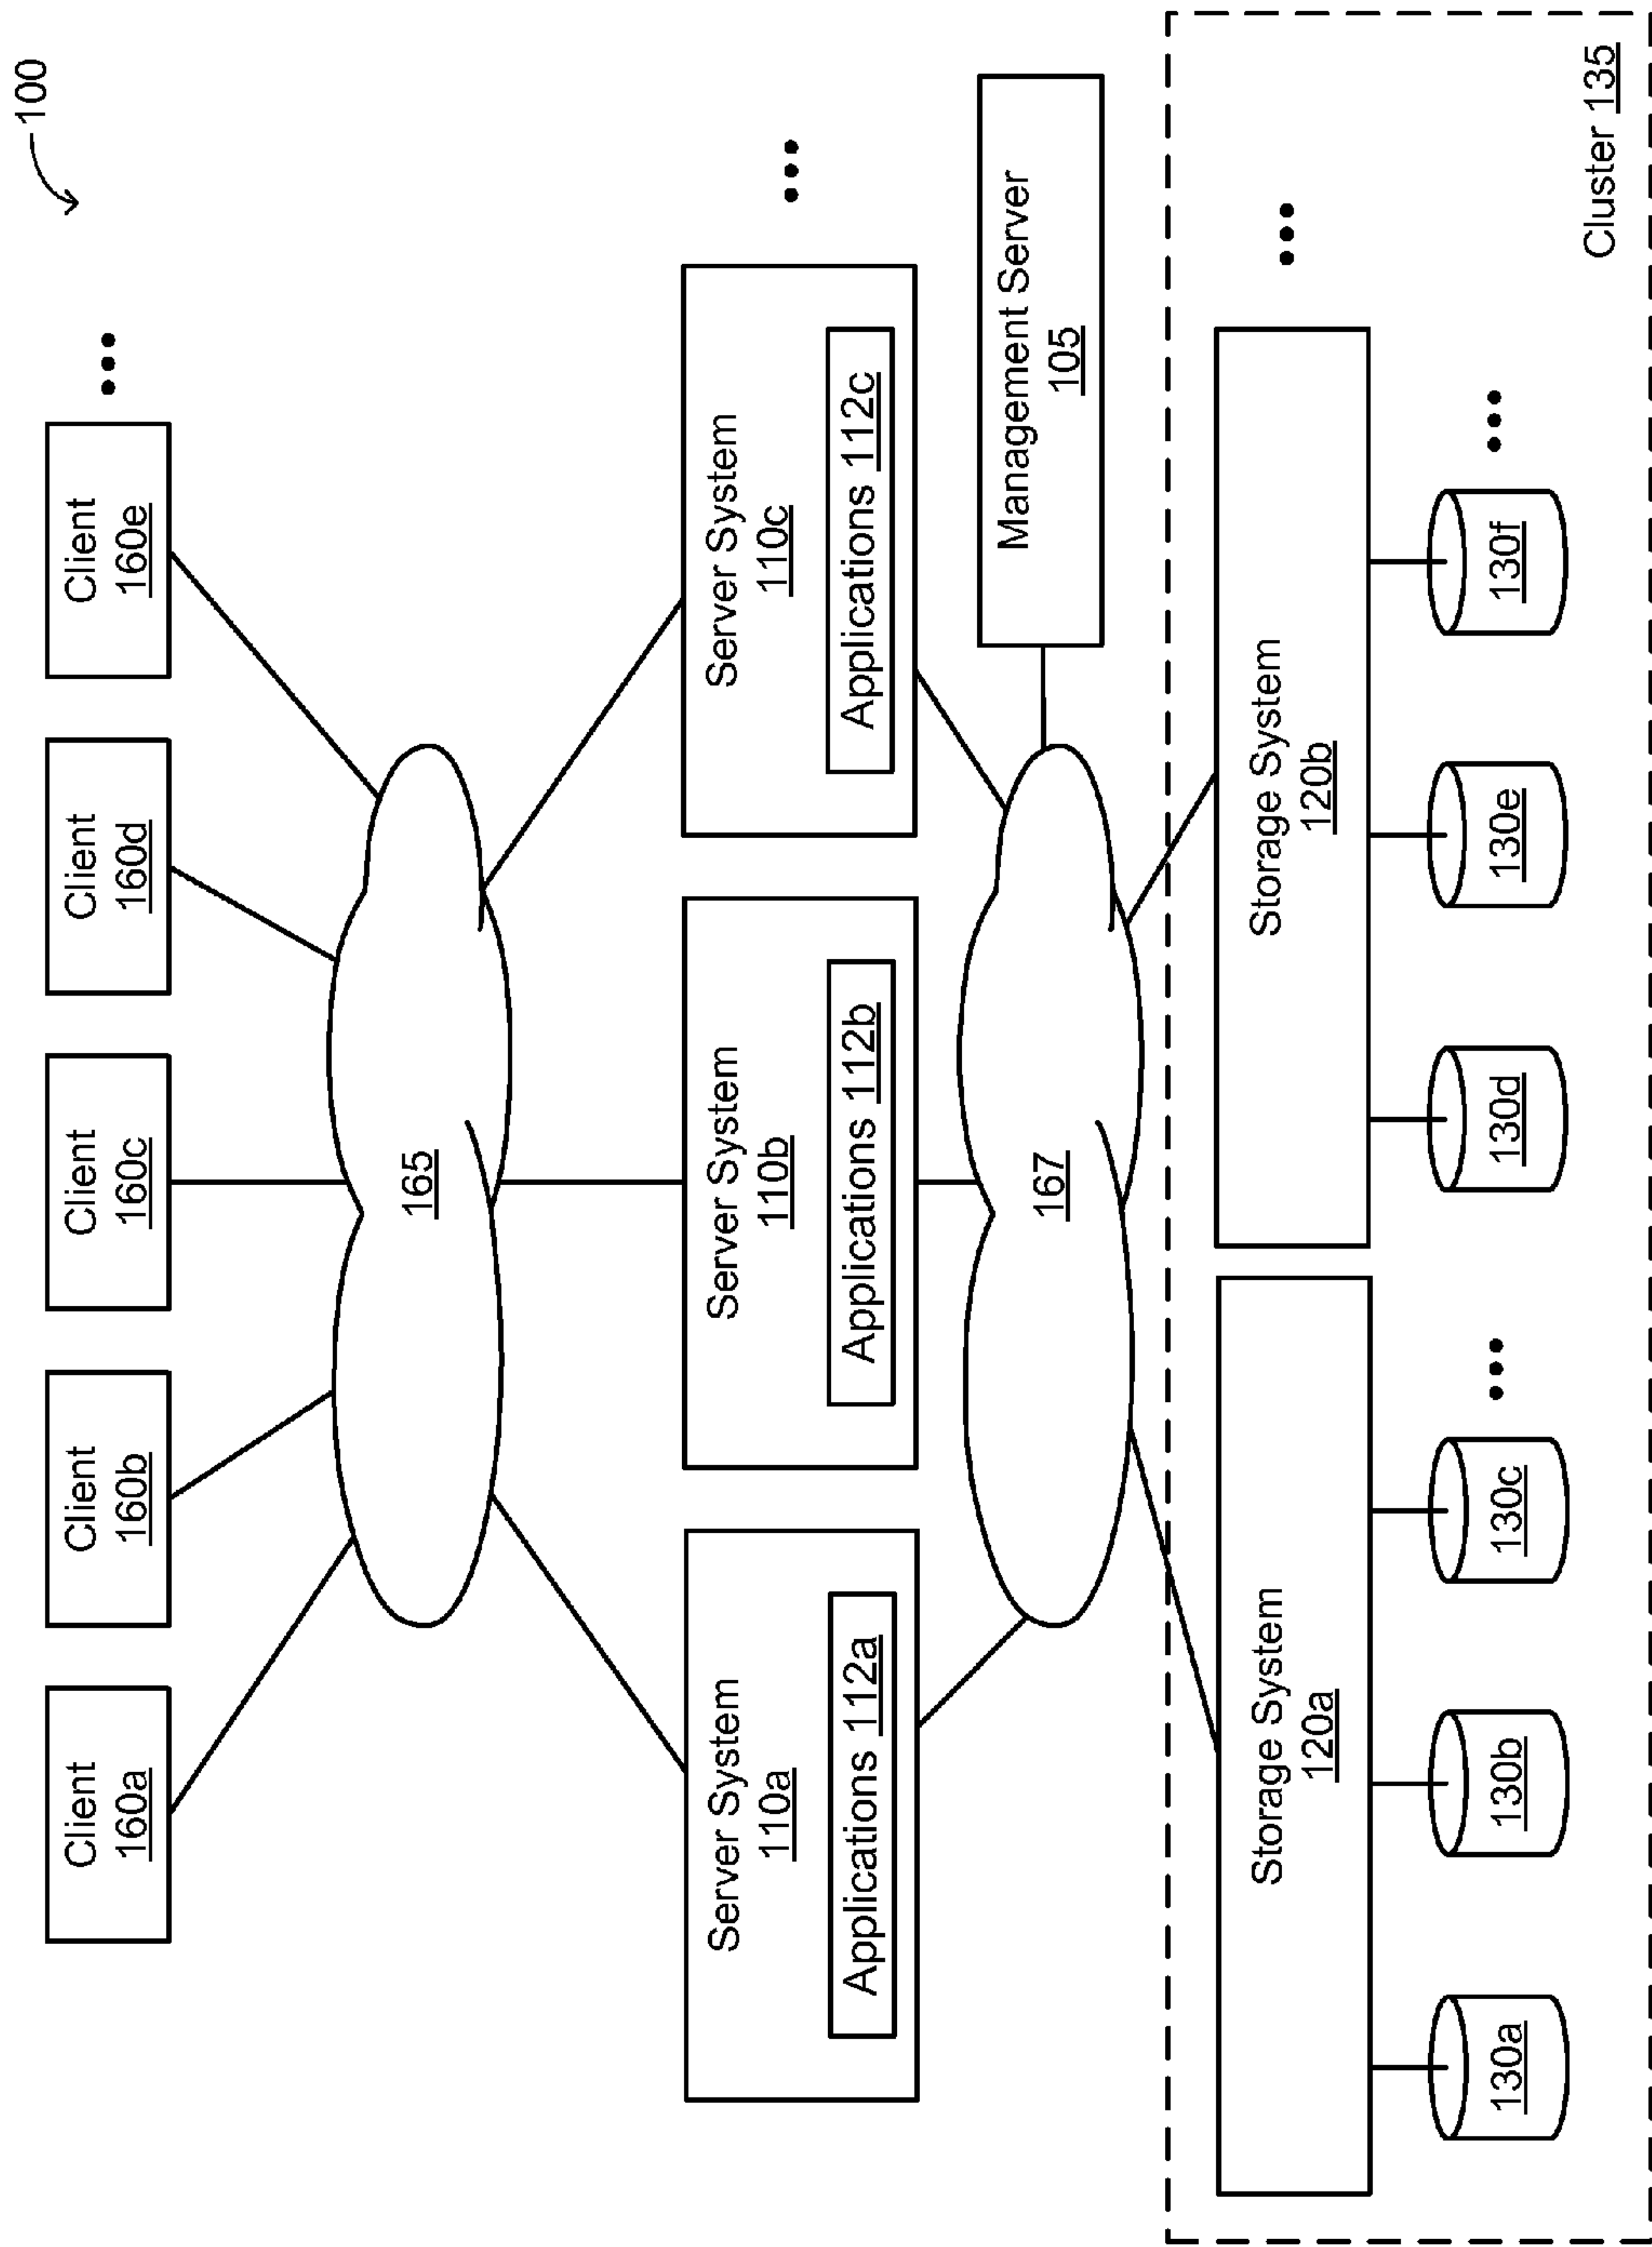 100
Client
160a
Client
160b
Client
160c
Client
160d
Client
160e
•••
165
Server System
110a
Applications 112a
Server System
110b
Applications 112b
Server System
110c
Applications 112c
•••
167
Management Server
105
Storage System
120a
Storage System
120b
•••
130a
130b
130c
•••
130d
130e
130f
•••
Cluster 135